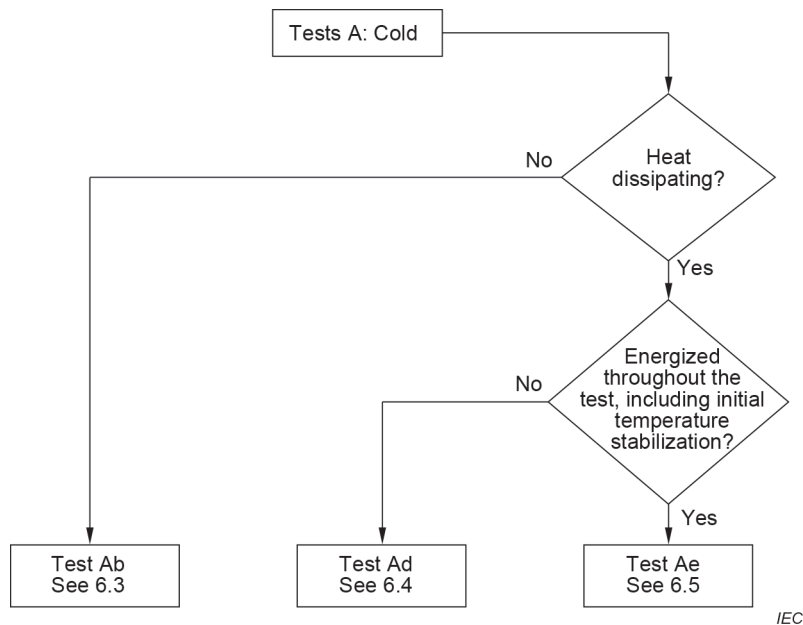 Tests A: Cold
No
Heat
dissipating?
Yes
No
Energized
throughout the
test, including initial
temperature
stabilization?
Yes
Test Ab
See 6.3
Test Ad
See 6.4
Test Ae
See 6.5
IEC